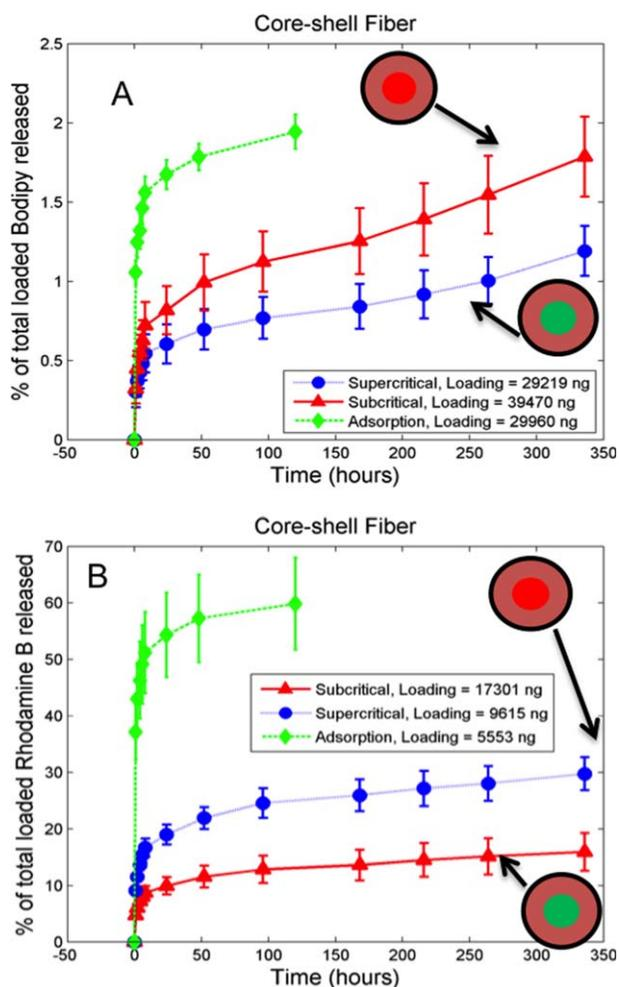 Core-shell Fiber
A
% of total loaded Bodipy released
2.5
2
1.5
1
0.5
0
-50 0 50 100 150 200 250 300 350
Time (hours)
Supercritical, Loading = 29219 ng
Subcritical, Loading = 39470 ng
Adsorption, Loading = 29960 ng
Core-shell Fiber
B
% of total loaded Rhodamine B released
70
60
50
40
30
20
10
0
-50 0 50 100 150 200 250 300 350
Time (hours)
Subcritical, Loading = 17301 ng
Supercritical, Loading = 9615 ng
Adsorption, Loading = 5553 ng